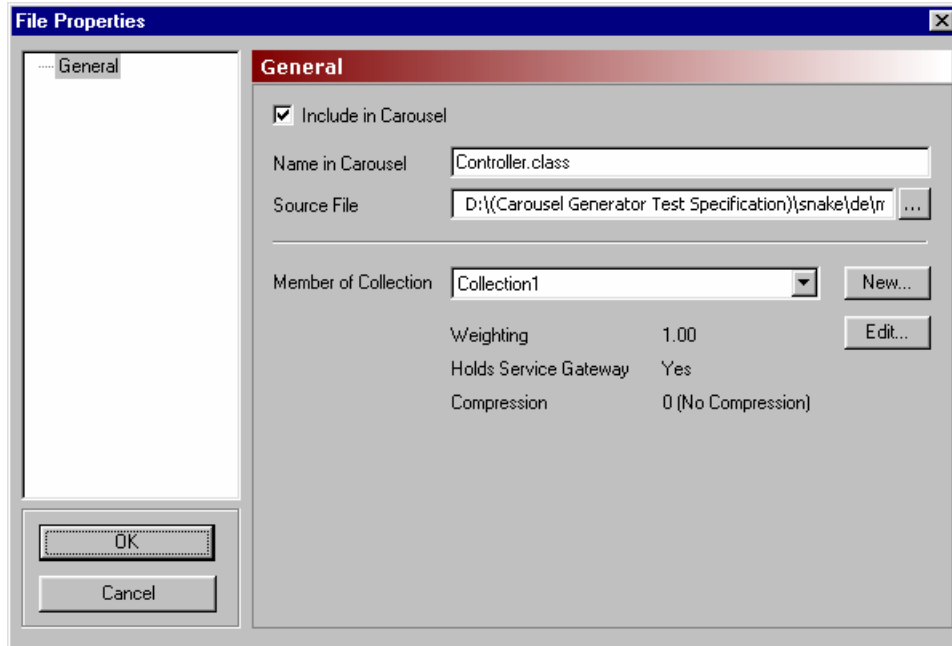 File Properties
General
General
Include in Carousel
Name in Carousel Controller.class
Source File D:\(Carousel Generator Test Specification)\snake\de\m ...
Member of Collection Collection1 New...
Weighting 1.00 Edit...
Holds Service Gateway Yes
Compression 0 (No Compression)
OK
Cancel